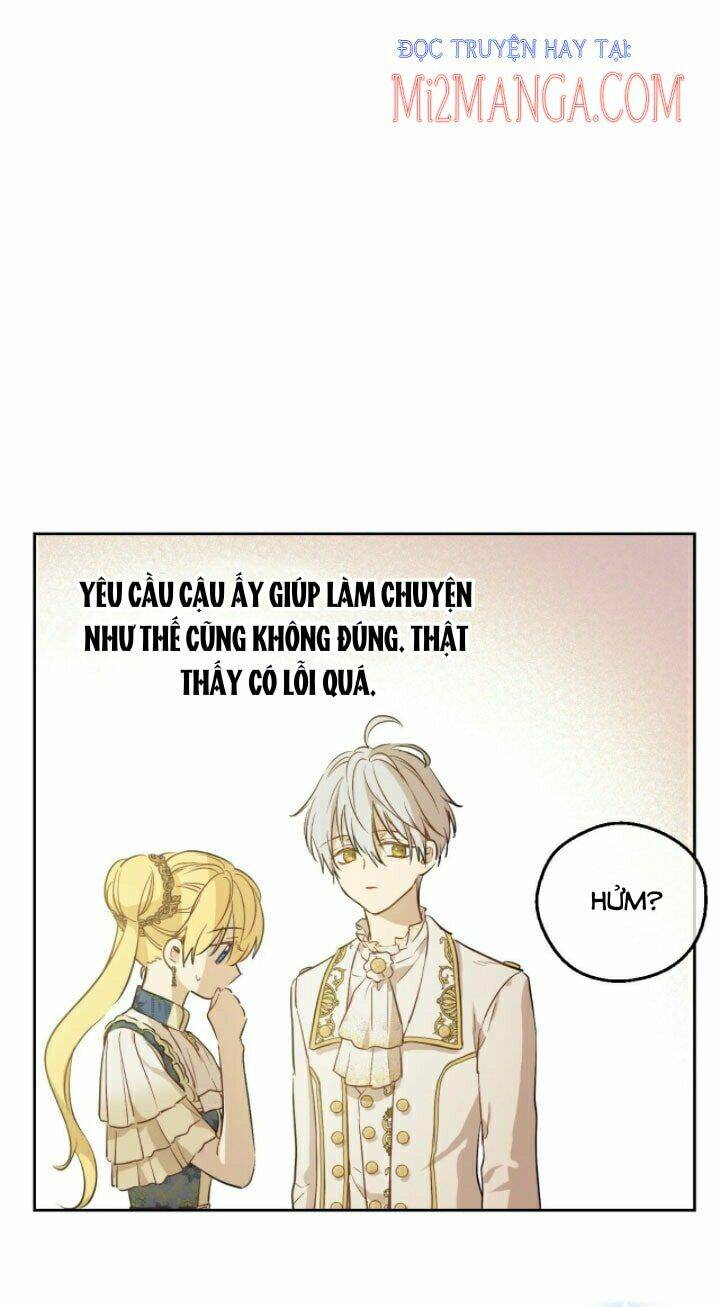 ĐỌC TRUYỆN HAY TẠI:
MI2MANGA.COM
YÊU CẦU CẬU ẤY GIÚP LÀM CHUYỆN
NHƯ THẾ CŨNG KHÔNG ĐÚNG. THẬT
THẤY CÓ LỖI QUÁ.
HỬM?